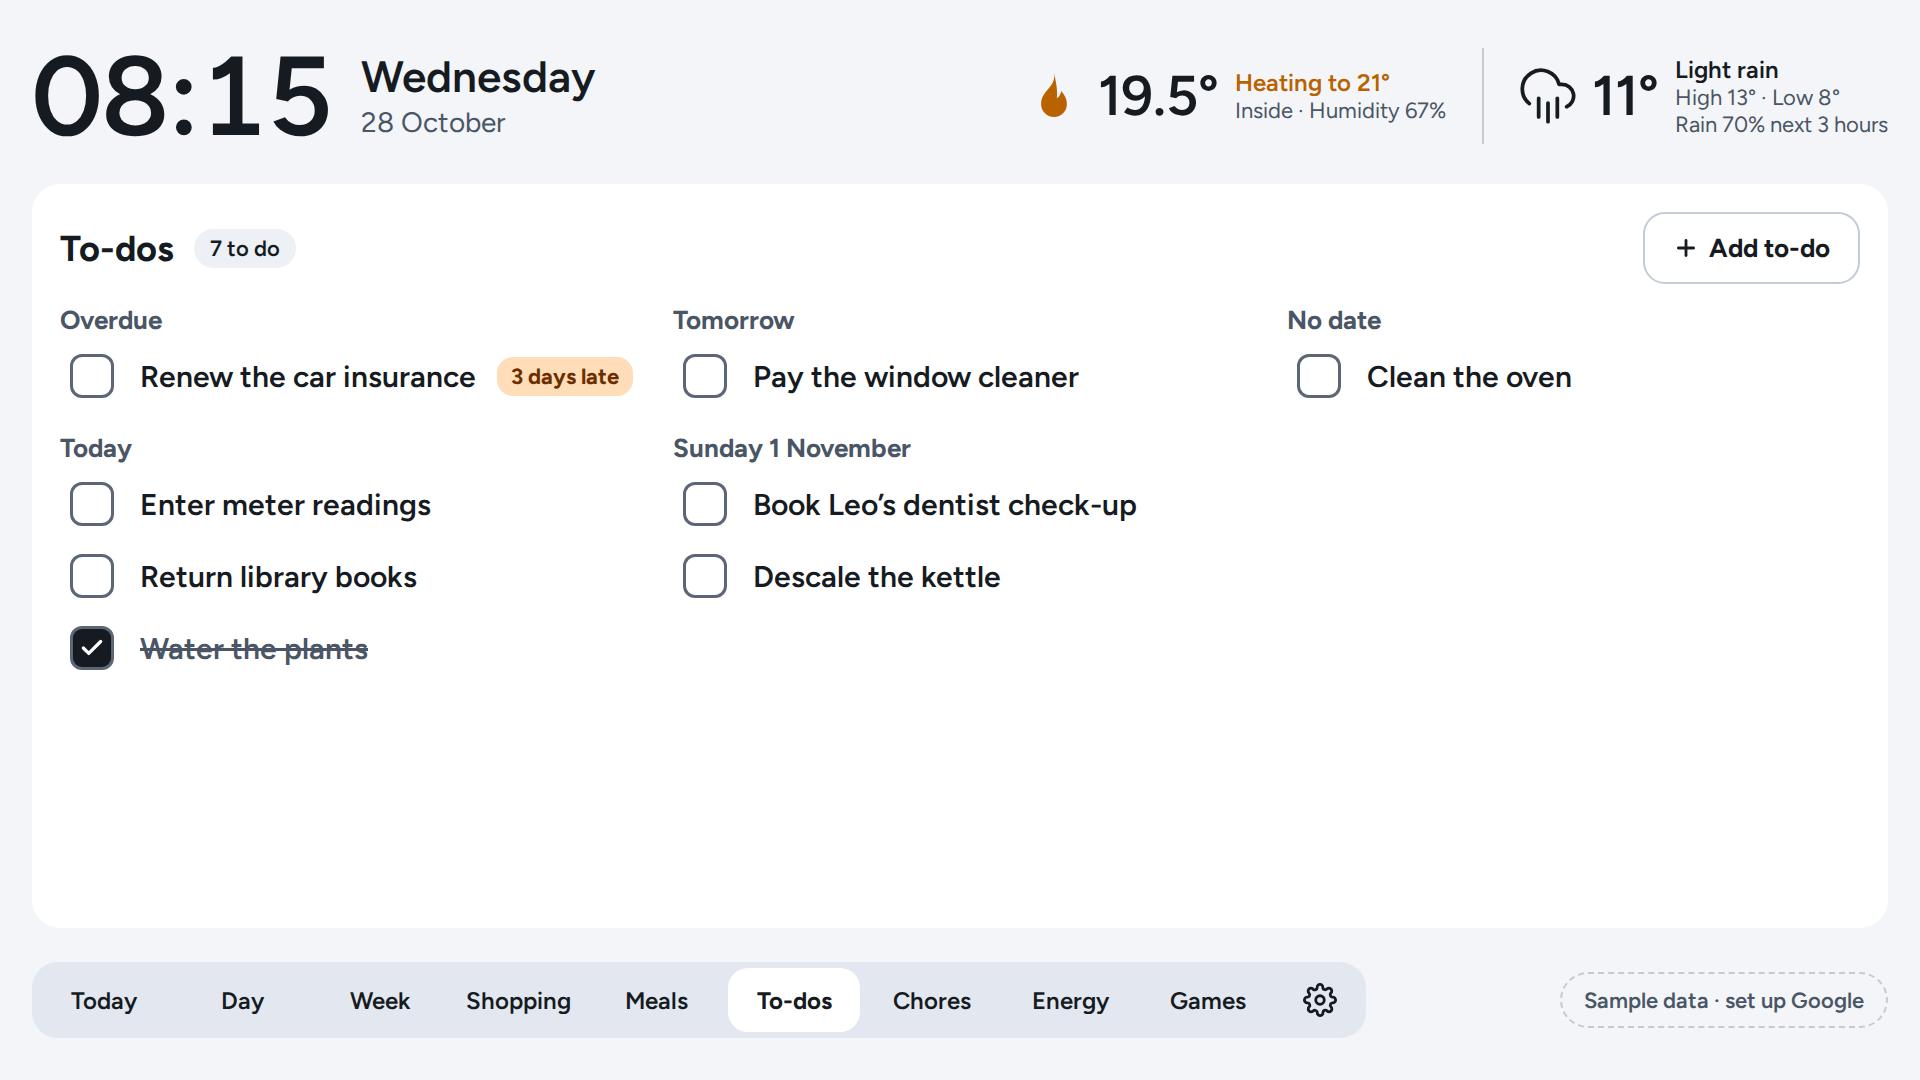 08:15
Wednesday
28 October
19.5°
Heating to 21°
Inside · Humidity 67%
11°
Light rain
High 13° · Low 8°
Rain 70% next 3 hours
To-dos
7 to do
+ Add to-do
Overdue
Renew the car insurance
3 days late
Today
Enter meter readings
Return library books
Water the plants
Tomorrow
Pay the window cleaner
Sunday 1 November
Book Leo’s dentist check-up
Descale the kettle
No date
Clean the oven
Today
Day
Week
Shopping
Meals
To-dos
Chores
Energy
Games
Sample data · set up Google